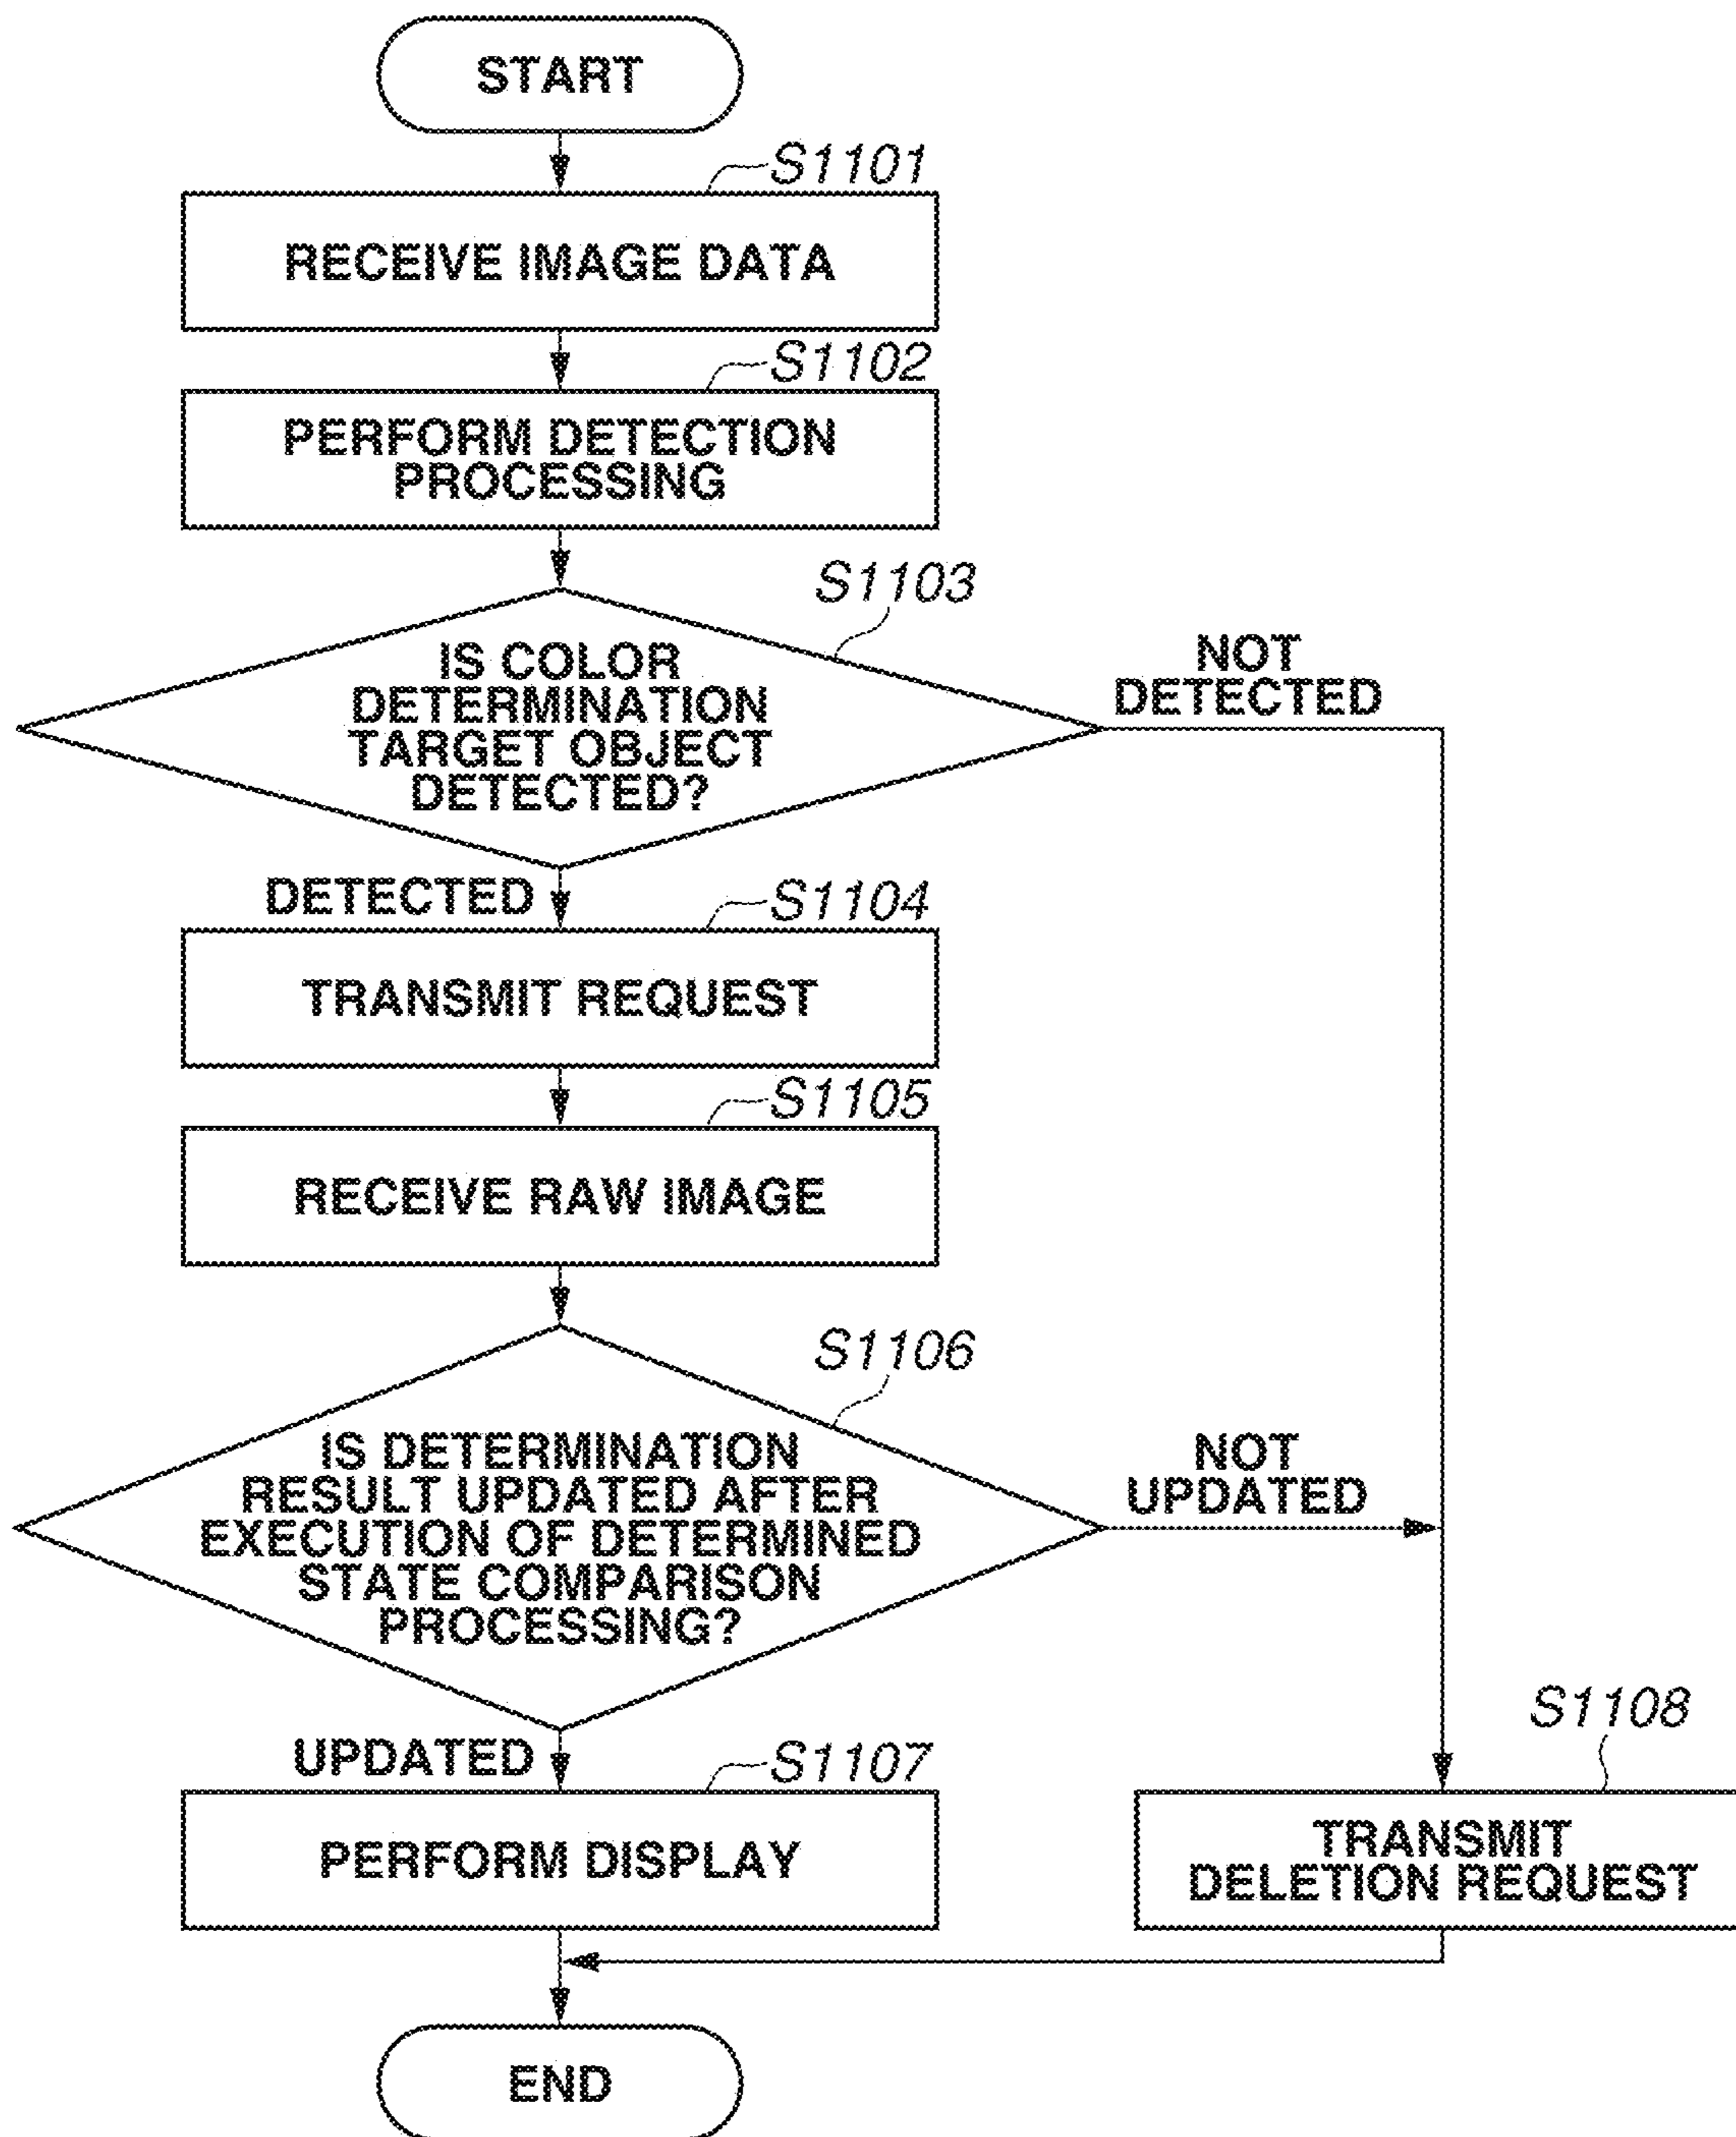 START
S1101
RECEIVE IMAGE DATA
S1102
PERFORM DETECTION
PROCESSING
S1103
IS COLOR
DETERMINATION
TARGET OBJECT
DETECTED?
NOT
DETECTED
DETECTED
S1104
TRANSMIT REQUEST
S1105
RECEIVE RAW IMAGE
S1106
IS DETERMINATION
RESULT UPDATED AFTER
EXECUTION OF DETERMINED
STATE COMPARISON
PROCESSING?
NOT
UPDATED
UPDATED
S1107
PERFORM DISPLAY
S1108
TRANSMIT
DELETION REQUEST
END